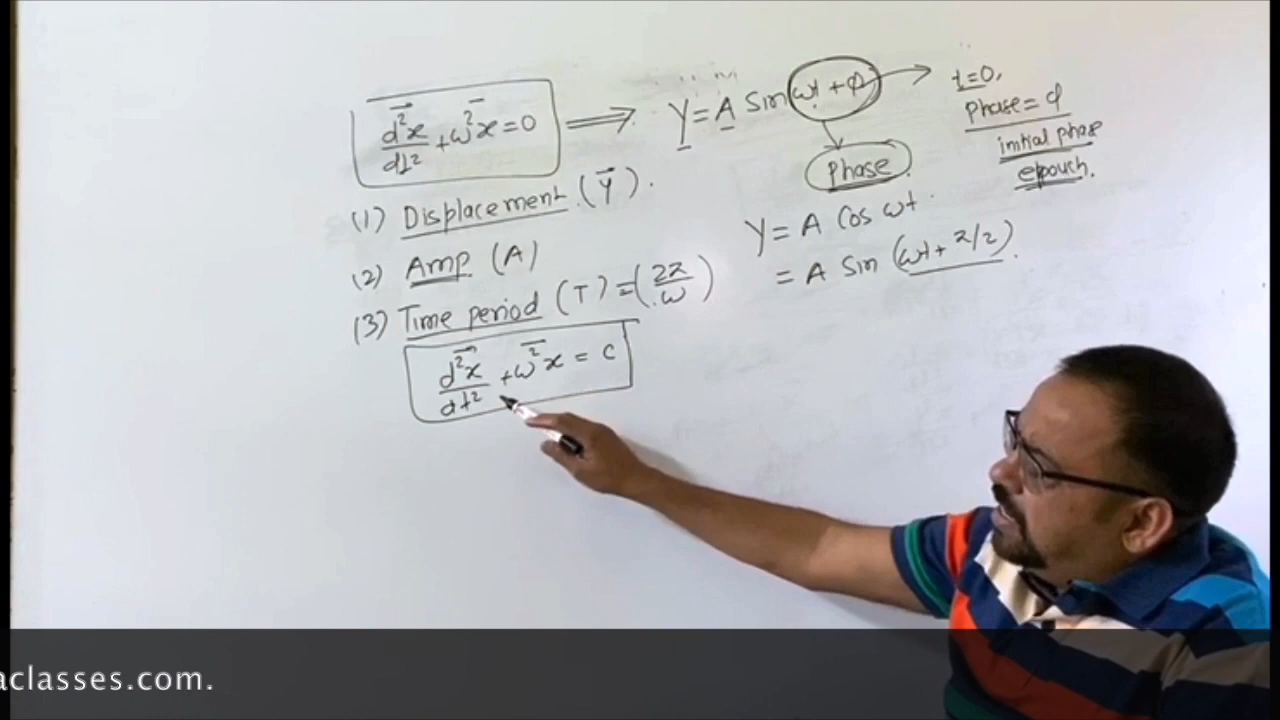 d²x/dt² + ω²x = 0 ⟹ Y = A Sin ωt + φ → t=0,
phase = φ
initial phase
epouch.
phase
(1) Displacement (Y).
(2) Amp (A)
(3) Time period (T) = (2π/ω)
d²x/dt² + ω²x = C
Y = A Cos ωt.
= A Sin (ωt + π/2).
aclasses.com.